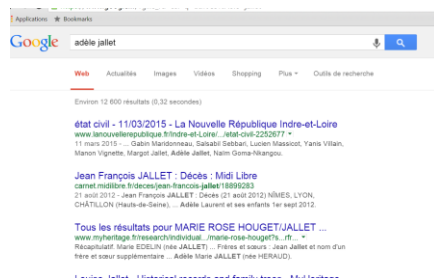 Applications Bookmarks
Google adèle jallet
Web Actualités Images Vidéos Shopping Plus Outils de recherche
Environ 12 600 résultats (0,32 secondes)
état civil - 11/03/2015 - La Nouvelle République Indre-et-Loire
www.lanouvellerepublique.fr/Indre-et-Loire/.../etat-civil-2252677
11 mars 2015 - ... Gabin Maridonneau, Salsabil Sebbari, Lucien Massicot, Yanis Villain,
Manon Vignette, Margot Jallet, Adèle Jallet, Naïm Goma-Nkangou.
Jean François JALLET : Décès : Midi Libre
carnet.midilibre.fr/deces/jean-francois-jallet/18899283
21 août 2012 - Jean François JALLET : Décès (21 août 2012) NÎMES, LYON,
CHÂTILLON (Hauts-de-Seine), ... Adèle Laurent et ses enfants 1er sept 2012.
Tous les résultats pour MARIE ROSE HOUGET/JALLET ...
www.myheritage.fr/research/individual.../marie-rose-houget?s...rfr...
Récapitulatif. Marie EDELIN (née JALLET) ... Frères et sœurs : Jean Jallet et nom d'un
frère et sœur supplémentaire ... Adèle Marie JALLET (née HERAUD).